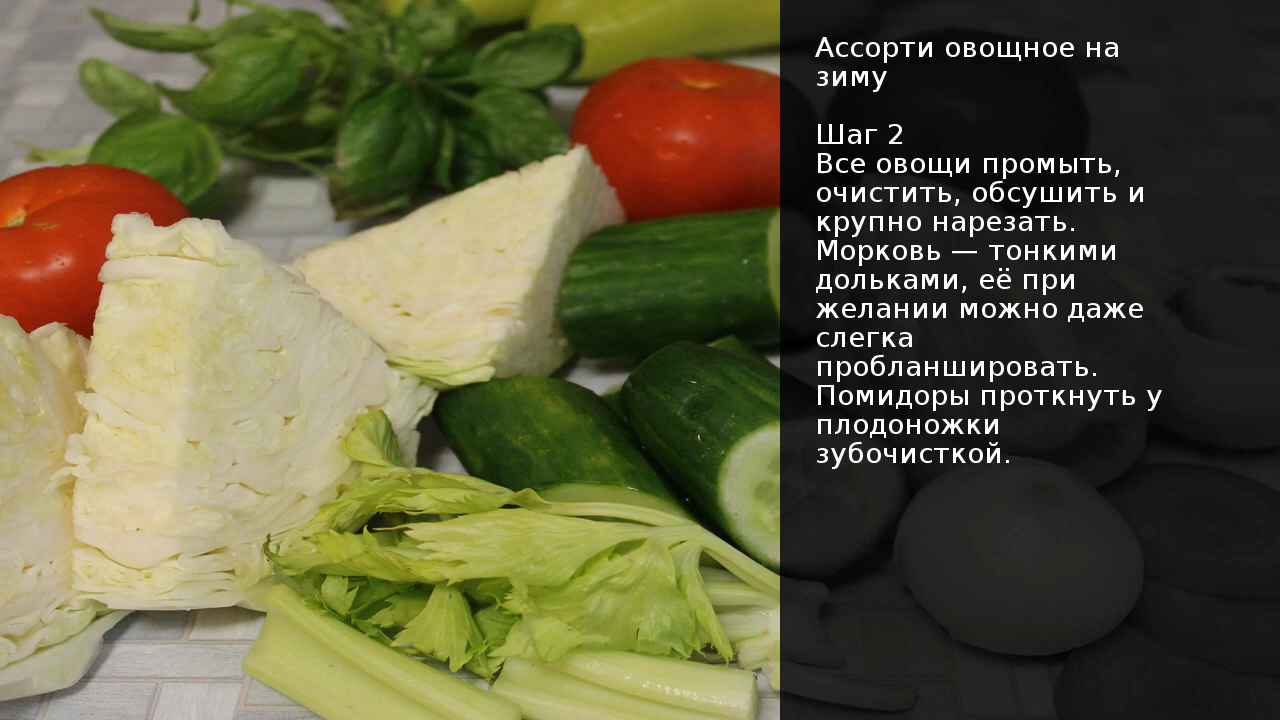 Ассорти овощное на
зиму
Шаг 2
Все овощи промыть,
очистить, обсушить и
крупно нарезать.
Морковь — тонкими
дольками, её при
желании можно даже
слегка
пробланшировать.
Помидоры проткнуть у
плодоножки
зубочисткой.